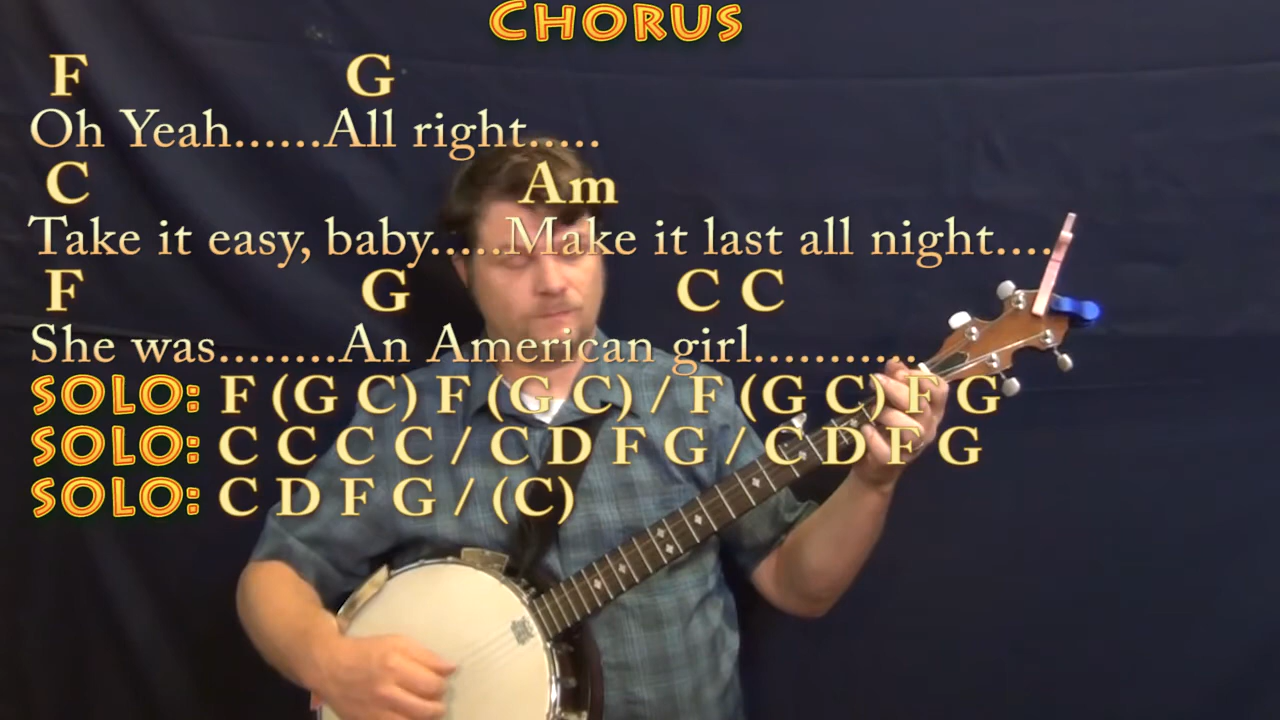 CHORUS
F G
Oh Yeah......All right.....
C Am
Take it easy, baby.....Make it last all night....
F G C C
She was........An American girl...........
SOLO: F (G C) F (G C) / F (G C) F G
SOLO: C C C C / C D F G / C D F G
SOLO: C D F G / (C)